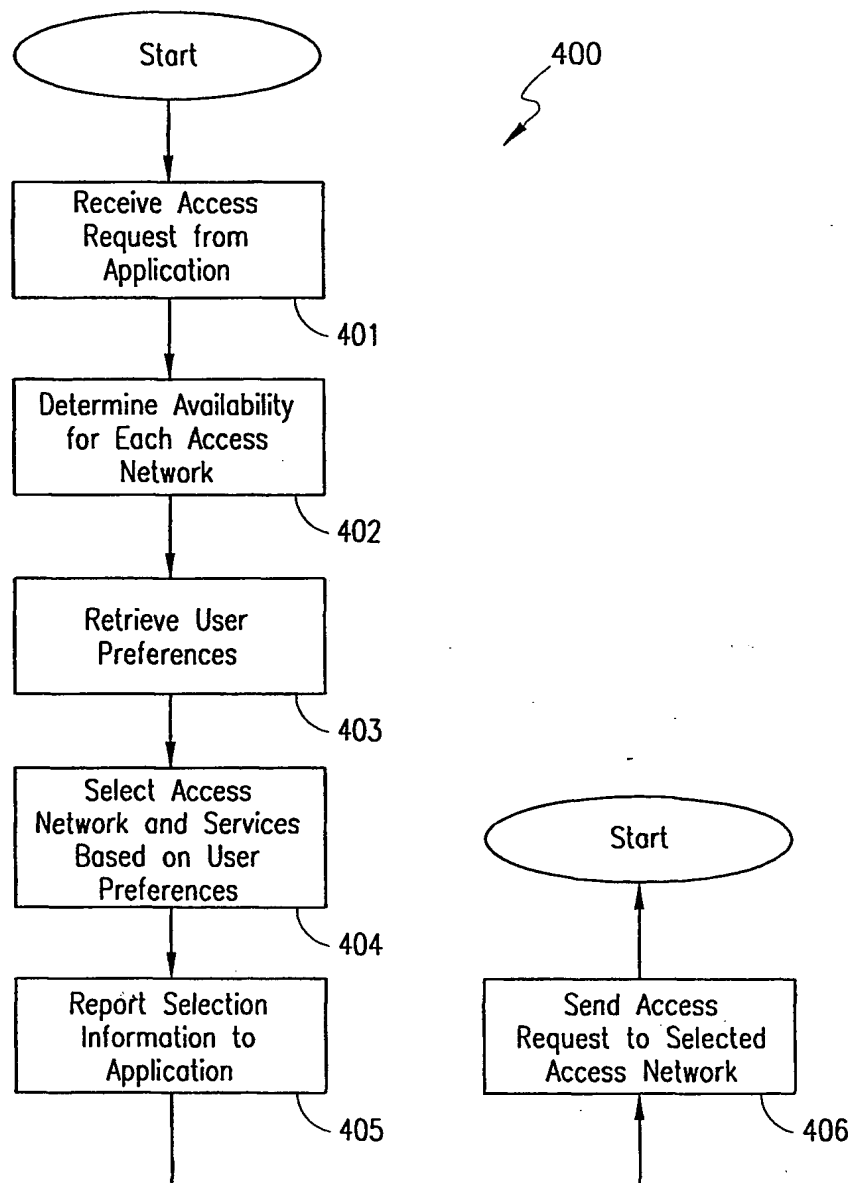 Start
400
Receive Access
Request from
Application
401
Determine Availability
for Each Access
Network
402
Retrieve User
Preferences
403
Select Access
Network and Services
Based on User
Preferences
404
Report Selection
Information to
Application
405
Start
Send Access
Request to Selected
Access Network
406